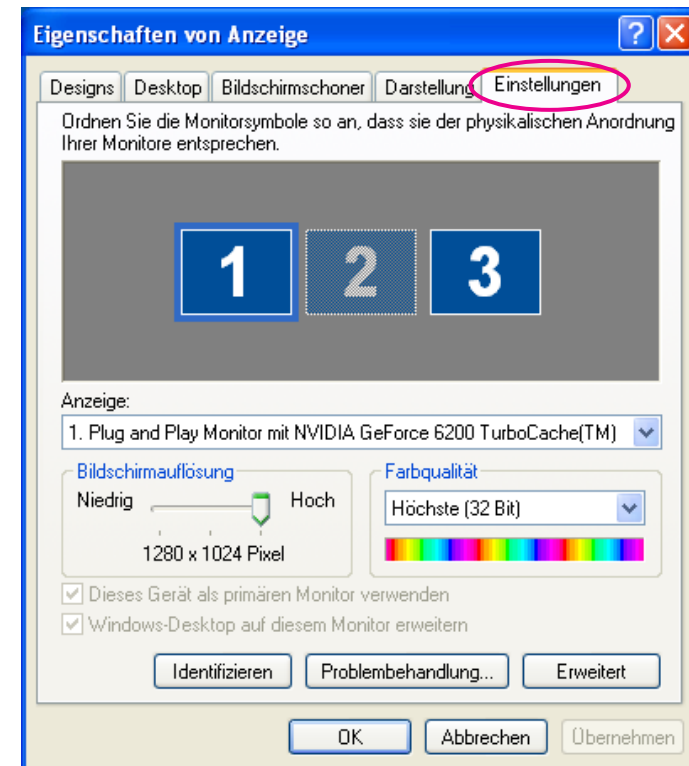 Eigenschaften von Anzeige
Designs Desktop Bildschirmschoner Darstellung Einstellungen
Ordnen Sie die Monitorsymbole so an, dass sie der physikalischen Anordnung
Ihrer Monitore entsprechen.
1 2 3
Anzeige:
1. Plug and Play Monitor mit NVIDIA GeForce 6200 TurboCache(TM)
Bildschirmauflösung
Niedrig Hoch
1280 x 1024 Pixel
Farbqualität
Höchste (32 Bit)
Dieses Gerät als primären Monitor verwenden
Windows-Desktop auf diesem Monitor erweitern
Identifizieren Problembehandlung... Erweitert
OK Abbrechen Übernehmen